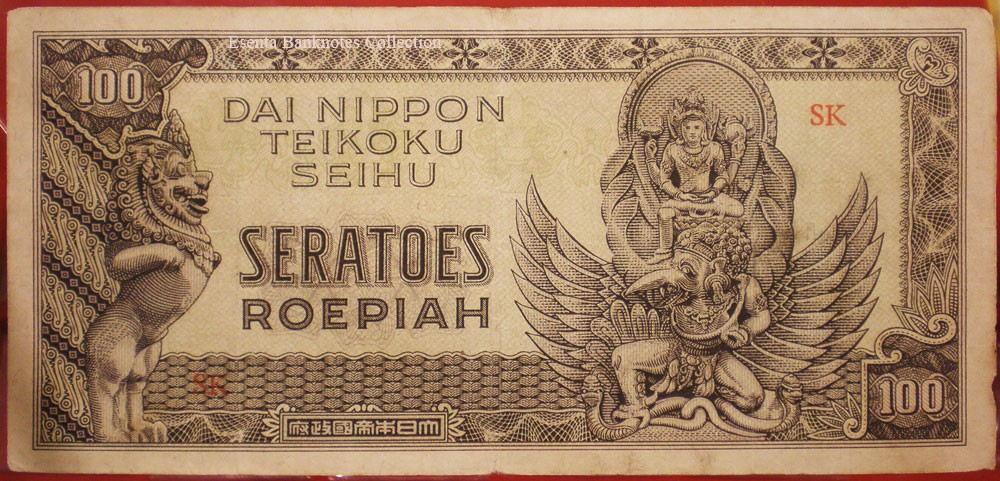 Esenta Banknotes Collection
100
DAI NIPPON
TEIKOKU
SEIHU
SK
SERATOES
ROEPIAH
SK
100
府政國帝本日大